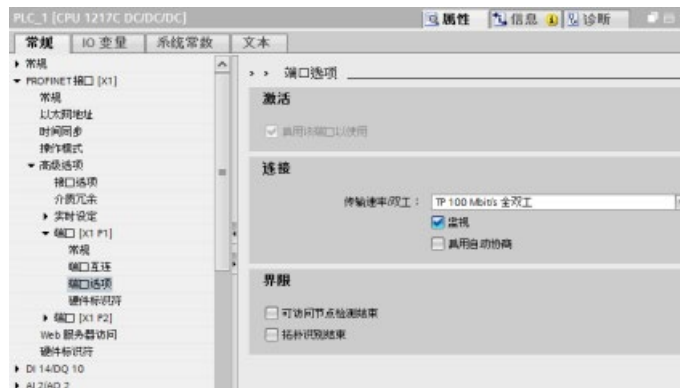 PLC_1 [CPU 1217C DC/DC/DC]
属性
信息
诊断
常规
IO 变量
系统常数
文本
常规
PROFINET接口 [X1]
常规
以太网地址
时间同步
操作模式
高级选项
接口选项
介质冗余
实时设定
端口 [X1 P1]
常规
端口互连
端口选项
硬件标识符
端口 [X1 P2]
Web 服务器访问
硬件标识符
DI 14/DQ 10
AI 2/AQ 2
> > 端口选项
激活
启用该端口以使用
连接
传输速率/双工： TP 100 Mbit/s 全双工
监视
启用自动协商
界限
可访问节点检测结束
拓扑识别结束